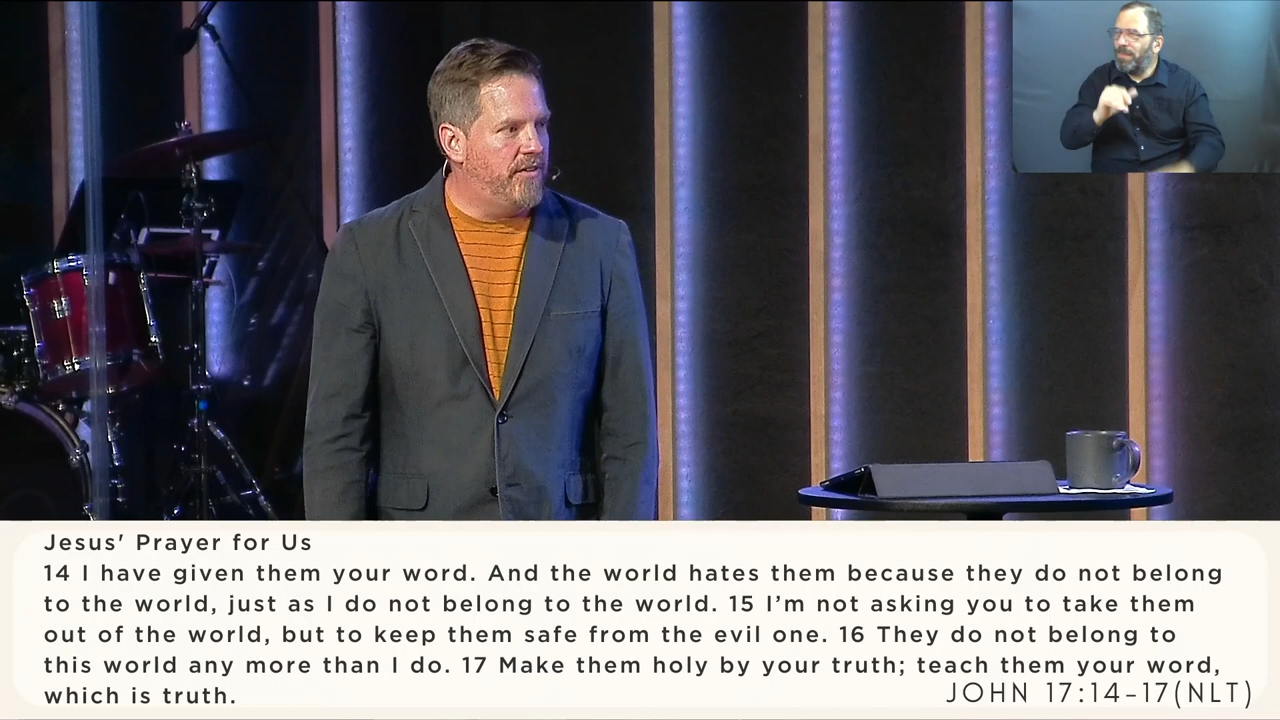 Jesus' Prayer for Us
14 I have given them your word. And the world hates them because they do not belong
to the world, just as I do not belong to the world. 15 I’m not asking you to take them
out of the world, but to keep them safe from the evil one. 16 They do not belong to
this world any more than I do. 17 Make them holy by your truth; teach them your word,
which is truth.
JOHN 17:14-17(NLT)